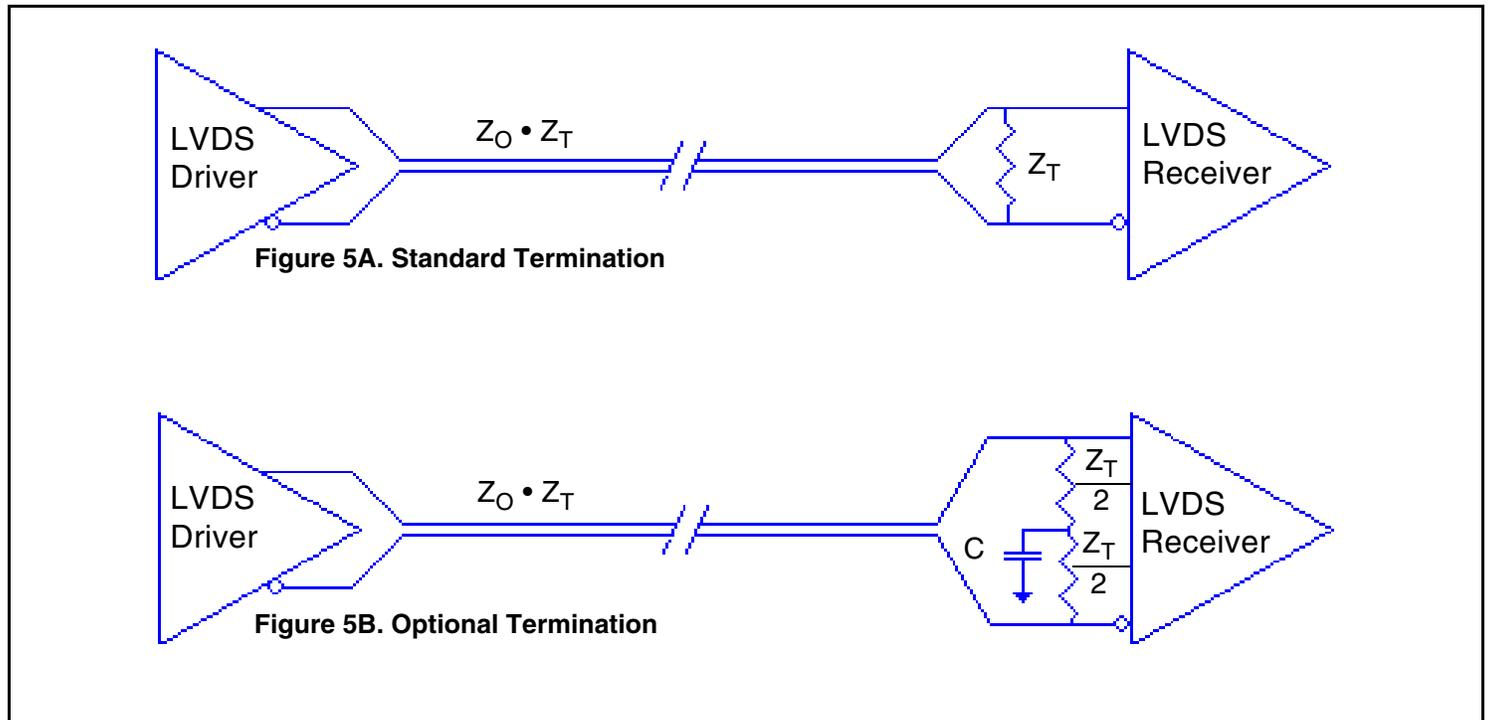 LVDS
Driver
Z_O • Z_T
Z_T
LVDS
Receiver
Figure 5A. Standard Termination
LVDS
Driver
Z_O • Z_T
C
Z_T
2
Z_T
2
LVDS
Receiver
Figure 5B. Optional Termination